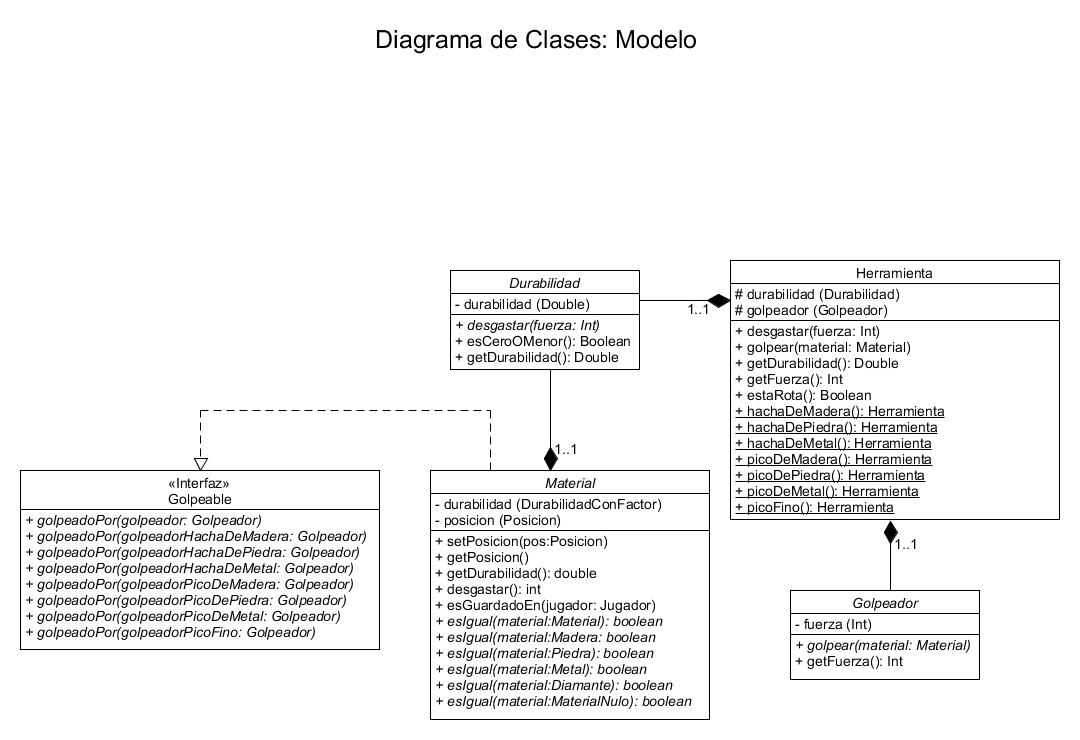 Diagrama de Clases: Modelo
Durabilidad
- durabilidad (Double)
+ desgastar(fuerza: Int)
+ esCeroOMenor(): Boolean
+ getDurabilidad(): Double
1..1
Herramienta
# durabilidad (Durabilidad)
# golpeador (Golpeador)
+ desgastar(fuerza: Int)
+ golpear(material: Material)
+ getDurabilidad(): Double
+ getFuerza(): Int
+ estaRota(): Boolean
+ hachaDeMadera(): Herramienta
+ hachaDePiedra(): Herramienta
+ hachaDeMetal(): Herramienta
+ picoDeMadera(): Herramienta
+ picoDePiedra(): Herramienta
+ picoDeMetal(): Herramienta
+ picoFino(): Herramienta
1..1
«Interfaz»
Golpeable
+ golpeadoPor(golpeador: Golpeador)
+ golpeadoPor(golpeadorHachaDeMadera: Golpeador)
+ golpeadoPor(golpeadorHachaDePiedra: Golpeador)
+ golpeadoPor(golpeadorHachaDeMetal: Golpeador)
+ golpeadoPor(golpeadorPicoDeMadera: Golpeador)
+ golpeadoPor(golpeadorPicoDePiedra: Golpeador)
+ golpeadoPor(golpeadorPicoDeMetal: Golpeador)
+ golpeadoPor(golpeadorPicoFino: Golpeador)
Material
- durabilidad (DurabilidadConFactor)
- posicion (Posicion)
+ setPosicion(pos:Posicion)
+ getPosicion()
+ getDurabilidad(): double
+ desgastar(): int
+ esGuardadoEn(jugador: Jugador)
+ esIgual(material:Material): boolean
+ esIgual(material:Madera: boolean
+ esIgual(material:Piedra): boolean
+ esIgual(material:Metal): boolean
+ esIgual(material:Diamante): boolean
+ esIgual(material:MaterialNulo): boolean
1..1
Golpeador
- fuerza (Int)
+ golpear(material: Material)
+ getFuerza(): Int